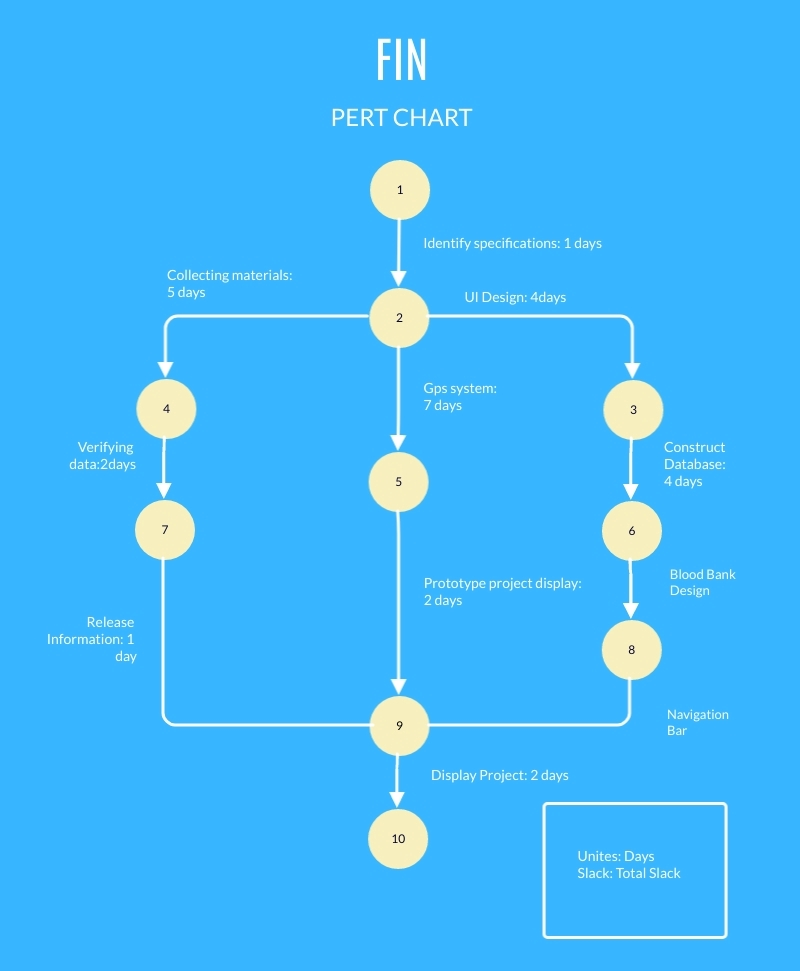 FIN
PERT CHART
1
Identify specifications: 1 days
Collecting materials:
5 days
UI Design: 4days
2
Gps system:
7 days
4
3
Verifying
data:2days
Construct
Database:
4 days
5
7
6
Blood Bank
Design
Prototype project display:
2 days
Release
Information: 1
day
8
Navigation
Bar
9
Display Project: 2 days
10
Unites: Days
Slack: Total Slack